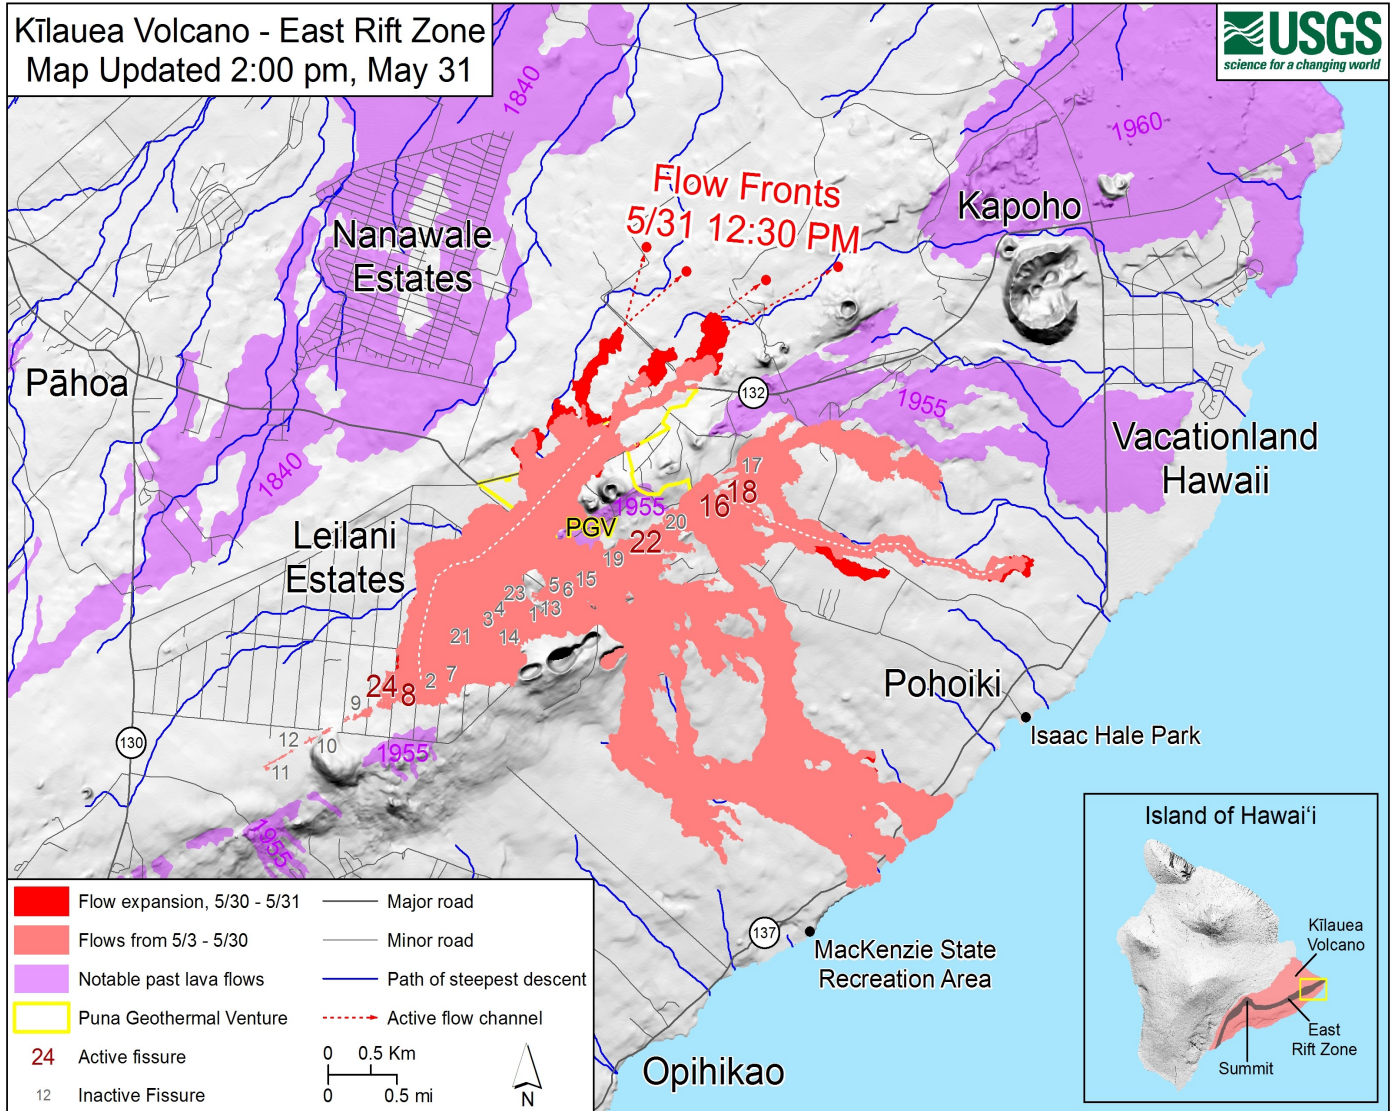 Kīlauea Volcano - East Rift Zone
Map Updated 2:00 pm, May 31
USGS
science for a changing world
1840
1960
Flow Fronts
5/31 12:30 PM
Kapoho
Nanawale
Estates
Pāhoa
132
1955
Vacationland
Hawaii
1840
17
18
16
1955
PGV
20
22
Leilani
Estates
19
15
5
6
23
4
3
1
13
14
21
7
2
24
8
9
Pohoiki
Isaac Hale Park
130
12
10
11
1955
1955
137
MacKenzie State
Recreation Area
Opihikao
Flow expansion, 5/30 - 5/31
Flows from 5/3 - 5/30
Notable past lava flows
Puna Geothermal Venture
24 Active fissure
12 Inactive Fissure
Major road
Minor road
Path of steepest descent
Active flow channel
0 0.5 Km
0 0.5 mi
N
Island of Hawaiʻi
Kīlauea
Volcano
East
Rift Zone
Summit